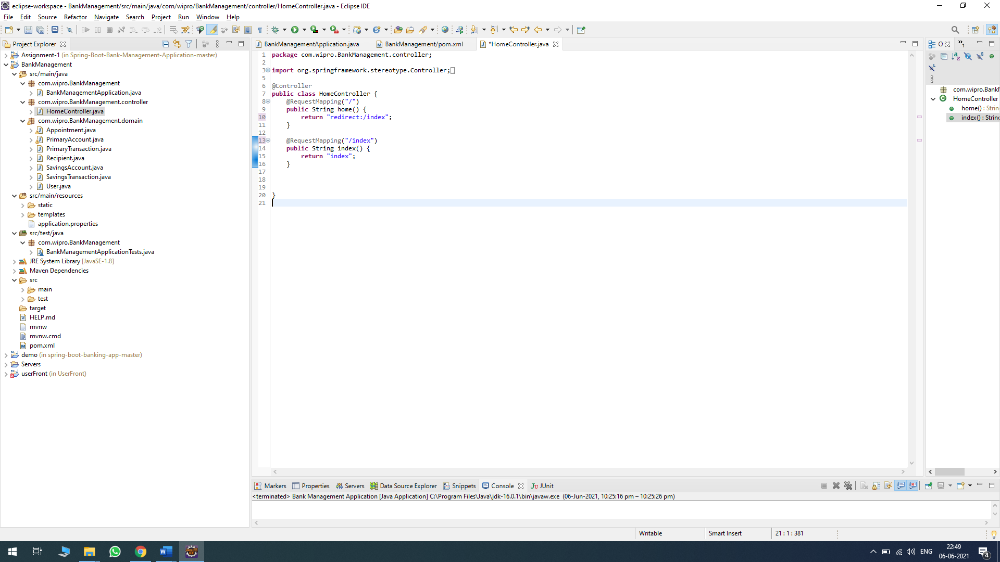 eclipse-workspace - BankManagement/src/main/java/com/wipro/BankManagement/controller/HomeController.java - Eclipse IDE
File Edit Source Refactor Navigate Search Project Run Window Help
Project Explorer
Assignment-1 (in Spring-Boot-Bank-Management-Application-master)
BankManagement
src/main/java
com.wipro.BankManagement
BankManagementApplication.java
com.wipro.BankManagement.controller
HomeController.java
com.wipro.BankManagement.domain
Appointment.java
PrimaryAccount.java
PrimaryTransaction.java
Recipient.java
SavingsAccount.java
SavingsTransaction.java
User.java
src/main/resources
static
templates
application.properties
src/test/java
com.wipro.BankManagement
BankManagementApplicationTests.java
JRE System Library [JavaSE-1.8]
Maven Dependencies
src
main
test
target
HELP.md
mvnw
mvnw.cmd
pom.xml
demo (in spring-boot-banking-app-master)
Servers
userFront (in UserFront)
BankManagementApplication.java BankManagement/pom.xml *HomeController.java
1 package com.wipro.BankManagement.controller;
2
3 import org.springframework.stereotype.Controller;
5
6 @Controller
7 public class HomeController {
8 @RequestMapping("/")
9 public String home() {
10 return "redirect:/index";
11 }
12
13 @RequestMapping("/index")
14 public String index() {
15 return "index";
16 }
17
18
19
20 }
21
com.wipro.Bank
HomeController
home() : Strin
index() : String
Markers Properties Servers Data Source Explorer Snippets Console JUnit
<terminated> Bank Management Application [Java Application] C:\Program Files\Java\jdk-16.0.1\bin\javaw.exe (06-Jun-2021, 10:25:16 pm – 10:25:26 pm)
Writable Smart Insert 21 : 1 : 381
ENG
22:49
06-06-2021
4